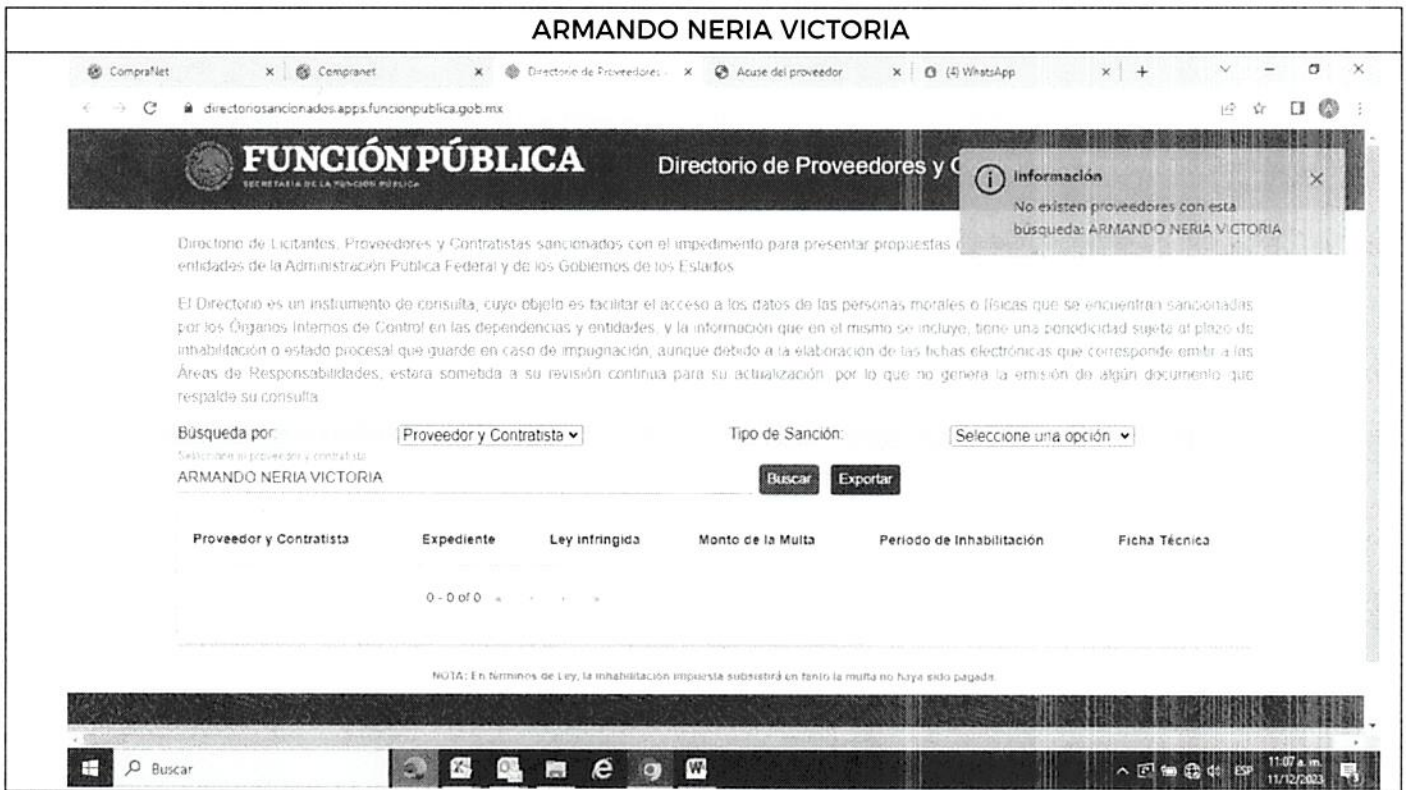 ARMANDO NERIA VICTORIA
CompraNet
Compranet
Directorio de Proveedores
Acuse del proveedor
(4) WhatsApp
directoriosancionados.apps.funcionpublica.gob.mx
FUNCIÓN PÚBLICA
SECRETARÍA DE LA FUNCIÓN PÚBLICA
Directorio de Proveedores y C
Información
No existen proveedores con esta
búsqueda: ARMANDO NERIA VICTORIA
Directorio de Licitantes, Proveedores y Contratistas sancionados con el impedimento para presentar propuestas
entidades de la Administración Pública Federal y de los Gobiernos de los Estados
El Directorio es un instrumento de consulta, cuyo objeto es facilitar el acceso a los datos de las personas morales o físicas que se encuentran sancionadas
por los Órganos Internos de Control en las dependencias y entidades, y la información que en el mismo se incluye, tiene una periodicidad sujeta al plazo de
inhabilitación o estado procesal que guarde en caso de impugnación, aunque debido a la elaboración de las fichas electrónicas que corresponde emitir a las
Áreas de Responsabilidades, estará sometida a su revisión continua para su actualización, por lo que no genera la emisión de algún documento que
respalde su consulta.
Búsqueda por: Proveedor y Contratista Tipo de Sanción: Seleccione una opción
Seleccione el proveedor y contratista
ARMANDO NERIA VICTORIA Buscar Exportar
Proveedor y Contratista Expediente Ley infringida Monto de la Multa Periodo de Inhabilitación Ficha Técnica
0 - 0 of 0
NOTA: En términos de Ley, la inhabilitación impuesta subsistirá en tanto la multa no haya sido pagada.
Buscar
ESP
11:07 a. m.
11/12/2023